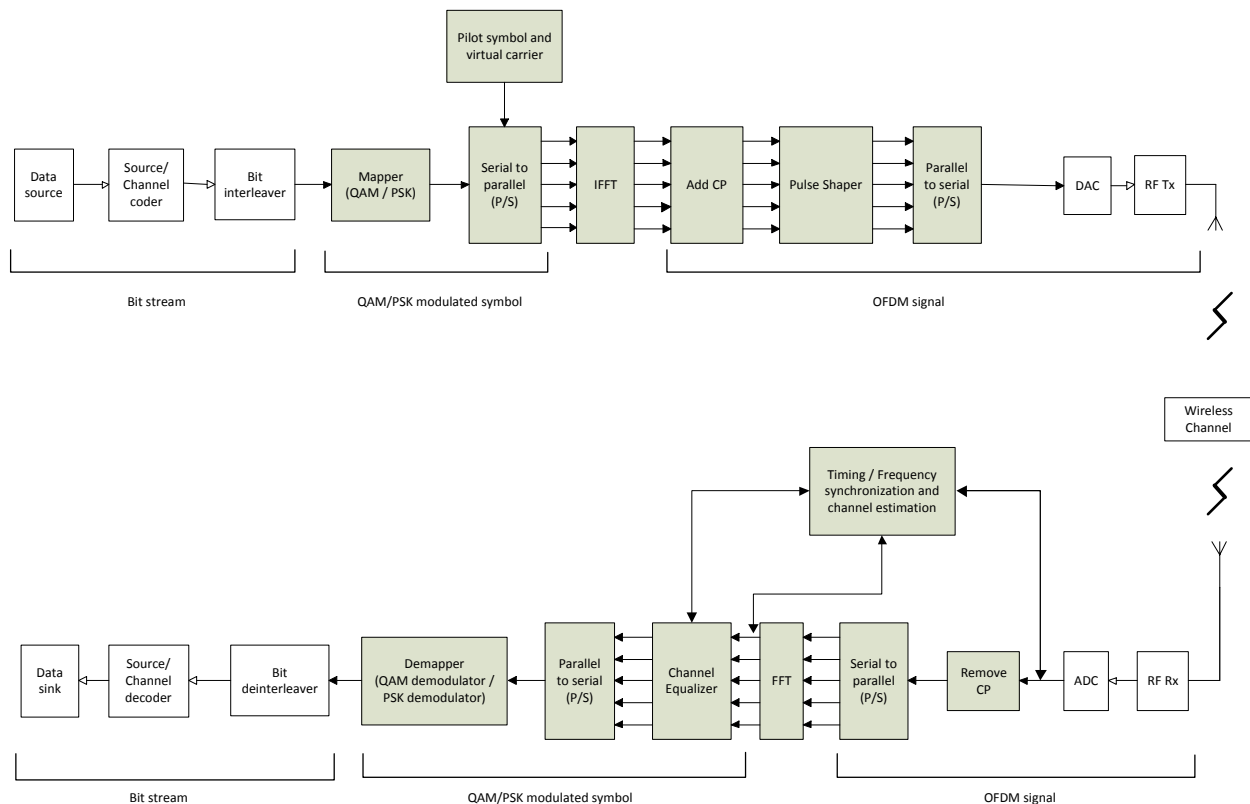 Pilot symbol and
virtual carrier
Data
source
Source/
Channel
coder
Bit
interleaver
Mapper
(QAM / PSK)
Serial to
parallel
(P/S)
IFFT
Add CP
Pulse Shaper
Parallel
to serial
(P/S)
DAC
RF Tx
Bit stream
QAM/PSK modulated symbol
OFDM signal
Wireless
Channel
Timing / Frequency
synchronization and
channel estimation
Data
sink
Source/
Channel
decoder
Bit
deinterleaver
Demapper
(QAM demodulator /
PSK demodulator)
Parallel
to serial
(P/S)
Channel
Equalizer
FFT
Serial to
parallel
(P/S)
Remove
CP
ADC
RF Rx
Bit stream
QAM/PSK modulated symbol
OFDM signal